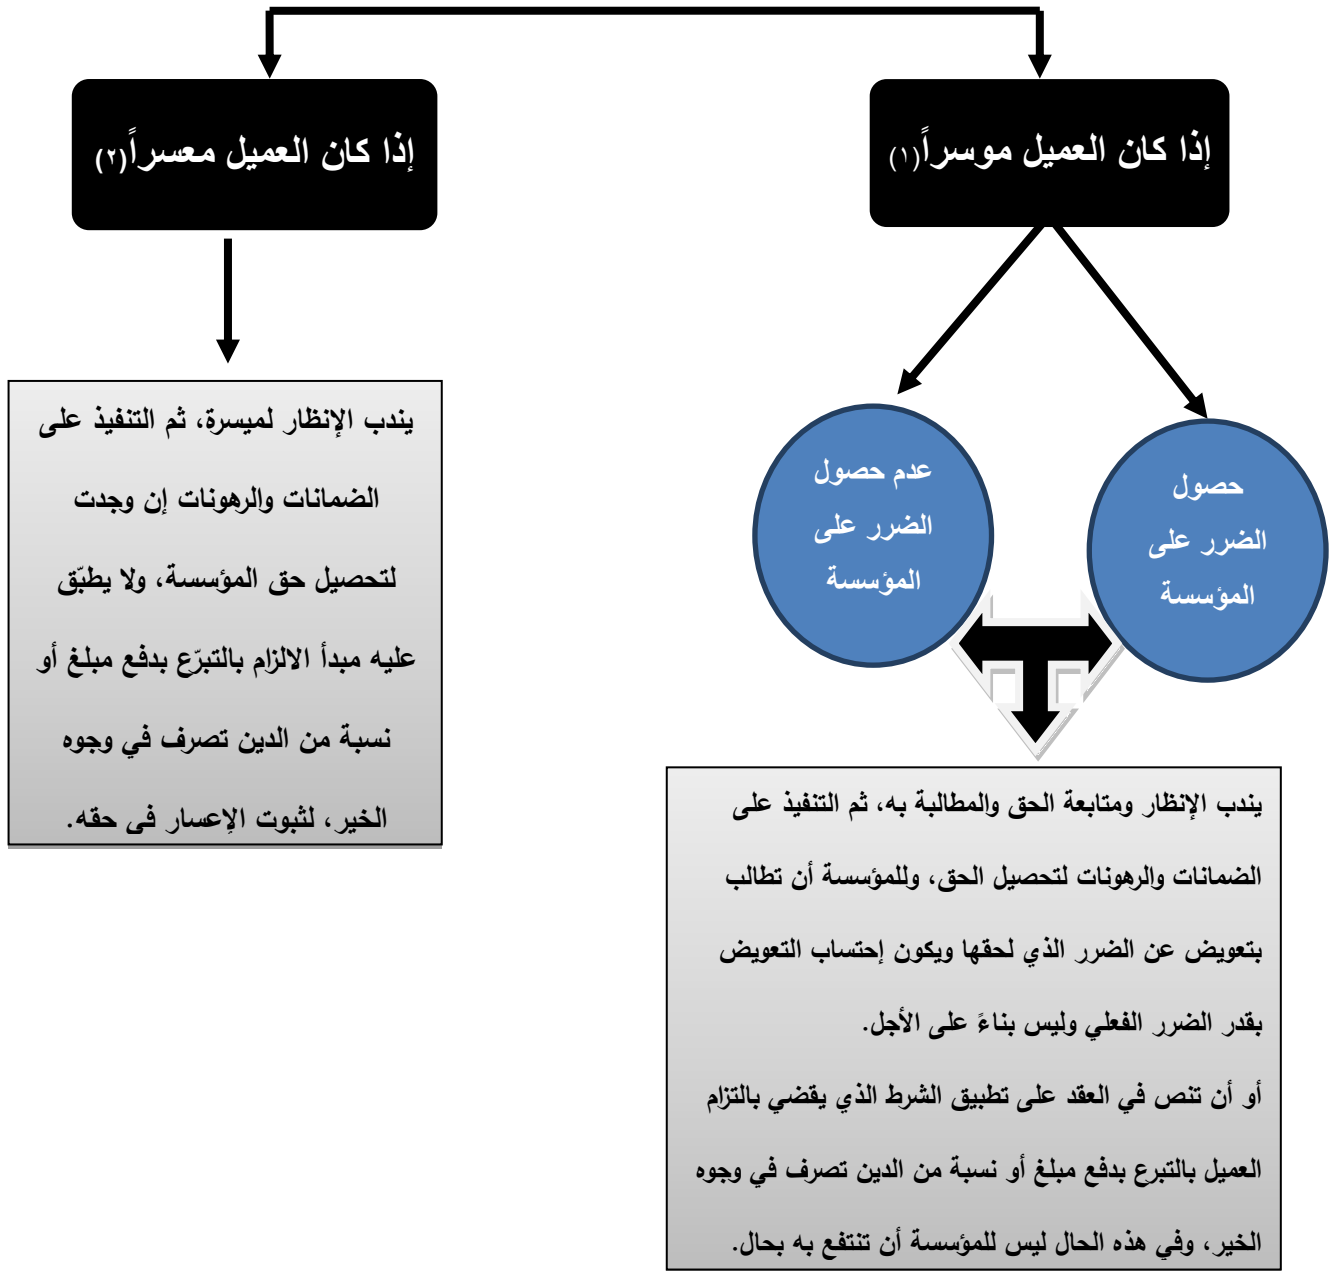 إذا كان العميل موسراً(١)
إذا كان العميل معسراً(٢)
حصول
الضرر على
المؤسسة
عدم حصول
الضرر على
المؤسسة
يندب الإنظار لميسرة، ثم التنفيذ على
الضمانات والرهونات إن وجدت
لتحصيل حق المؤسسة، ولا يطبّق
عليه مبدأ الالزام بالتبرّع بدفع مبلغ أو
نسبة من الدين تصرف في وجوه
الخير، لثبوت الإعسار في حقه.
يندب الإنظار ومتابعة الحق والمطالبة به، ثم التنفيذ على
الضمانات والرهونات لتحصيل الحق، وللمؤسسة أن تطالب
بتعويض عن الضرر الذي لحقها ويكون إحتساب التعويض
بقدر الضرر الفعلي وليس بناءً على الأجل.
أو أن تنص في العقد على تطبيق الشرط الذي يقضي بالتزام
العميل بالتبرع بدفع مبلغ أو نسبة من الدين تصرف في وجوه
الخير، وفي هذه الحال ليس للمؤسسة أن تنتفع به بحال.